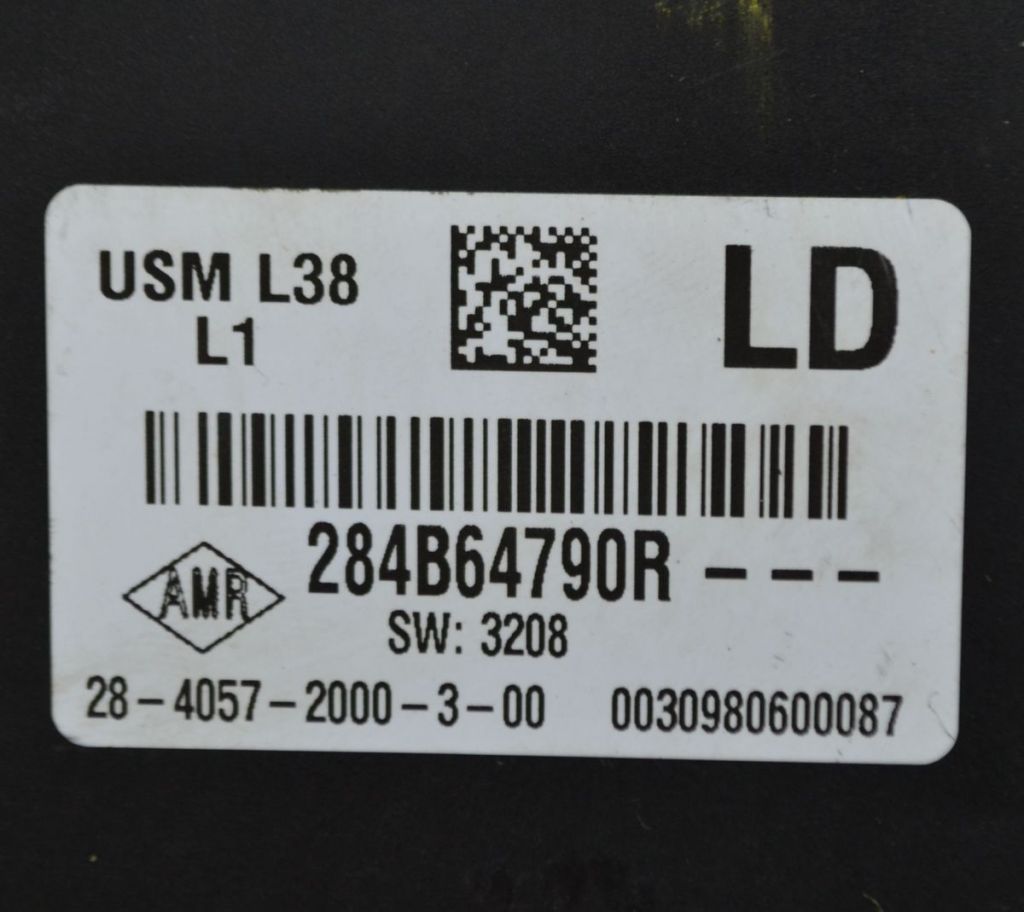 USM L38
L1
LD
284B64790R - - -
AMR
SW: 3208
28-4057-2000-3-00 0030980600087